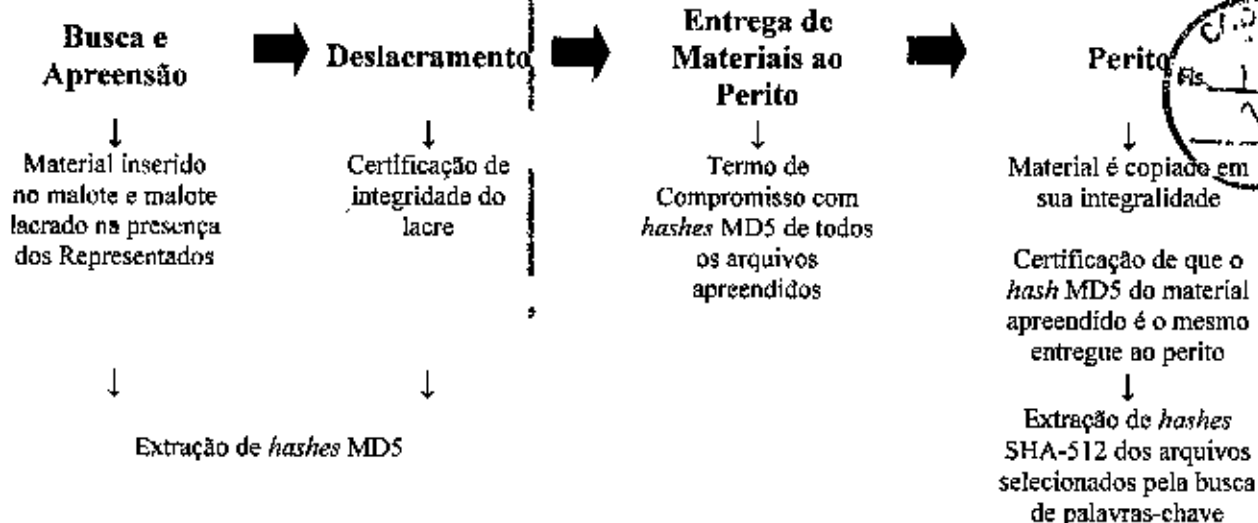 Busca e
Apreensão
Material inserido
no malote e malote
lacrado na presença
dos Representados
Deslacramento
Certificação de
integridade do
lacre
Extração de hashes MD5
Entrega de
Materiais ao
Perito
Termo de
Compromisso com
hashes MD5 de todos
os arquivos
apreendidos
Perito
Material é copiado em
sua integralidade
Certificação de que o
hash MD5 do material
apreendido é o mesmo
entregue ao perito
Extração de hashes
SHA-512 dos arquivos
selecionados pela busca
de palavras-chave
Fls.